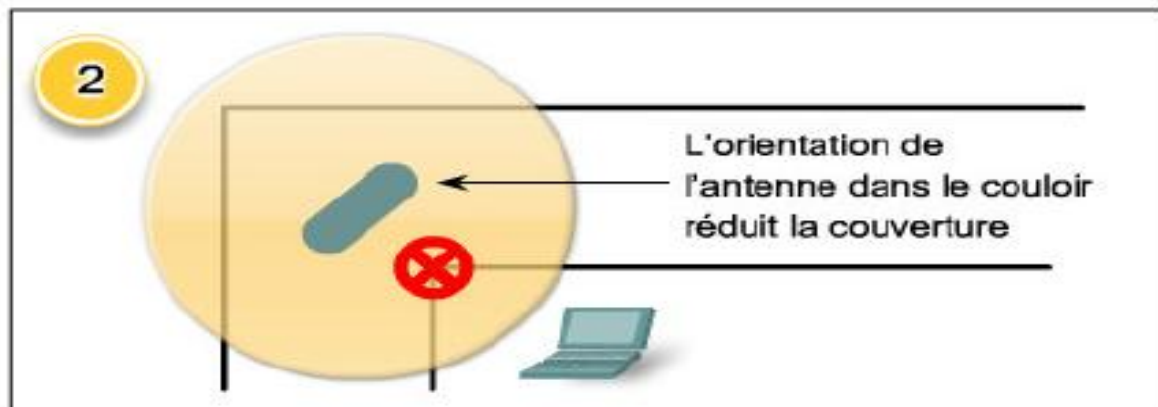 2
L'orientation de
l'antenne dans le couloir
réduit la couverture